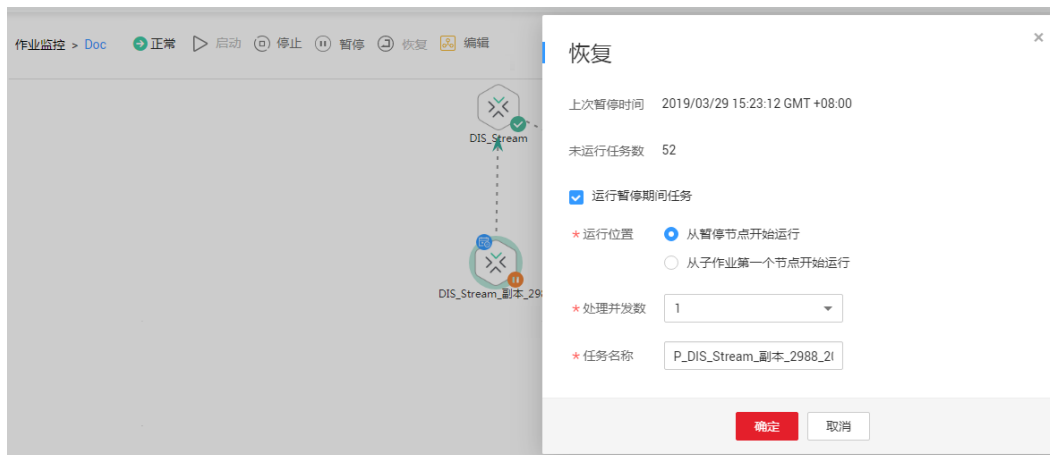 作业监控 > Doc 正常 启动 停止 暂停 恢复 编辑
DIS_Stream
DIS_Stream_副本_298
恢复
上次暂停时间 2019/03/29 15:23:12 GMT +08:00
未运行任务数 52
运行暂停期间任务
* 运行位置 从暂停节点开始运行
从子作业第一个节点开始运行
* 处理并发数 1
* 任务名称 P_DIS_Stream_副本_2988_20
确定 取消